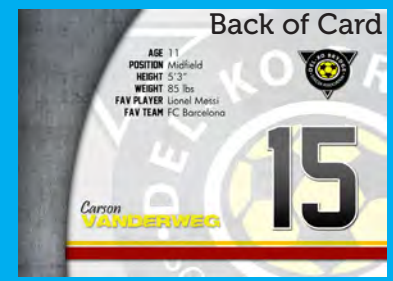 Back of Card
AGE 11
POSITION Midfield
HEIGHT 5'3"
WEIGHT 85 lbs
FAV PLAYER Lionel Messi
FAV TEAM FC Barcelona
15
Carson
VANDERWEG